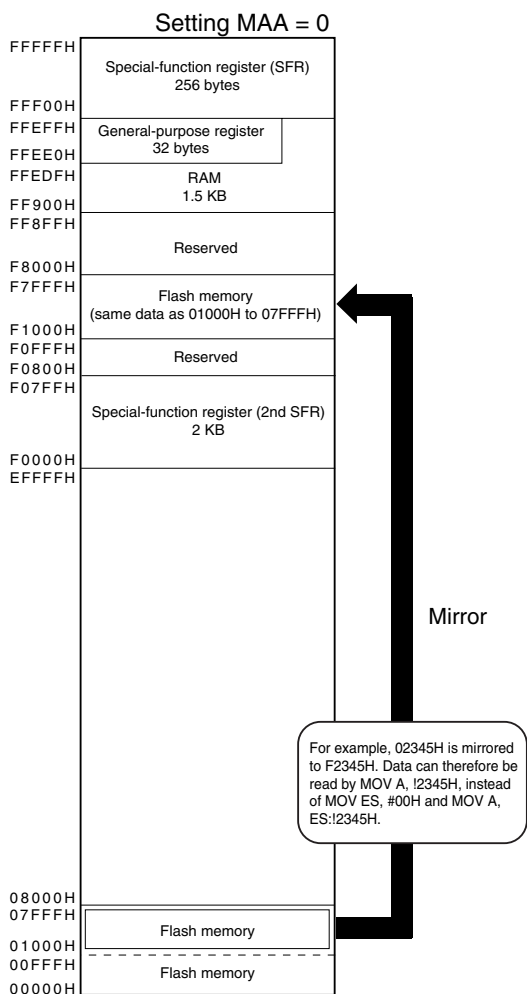 Setting MAA = 0
FFFFFH
Special-function register (SFR)
256 bytes
FFF00H
FFEFFH
General-purpose register
32 bytes
FFEE0H
FFEDFH
RAM
1.5 KB
FF900H
FF8FFH
Reserved
F8000H
F7FFFH
Flash memory
(same data as 01000H to 07FFFH)
F1000H
F0FFFH
Reserved
F0800H
F07FFH
Special-function register (2nd SFR)
2 KB
F0000H
EFFFFH
Mirror
For example, 02345H is mirrored
to F2345H. Data can therefore be
read by MOV A, !2345H, instead
of MOV ES, #00H and MOV A,
ES:!2345H.
08000H
07FFFH
Flash memory
01000H
00FFFH
Flash memory
00000H